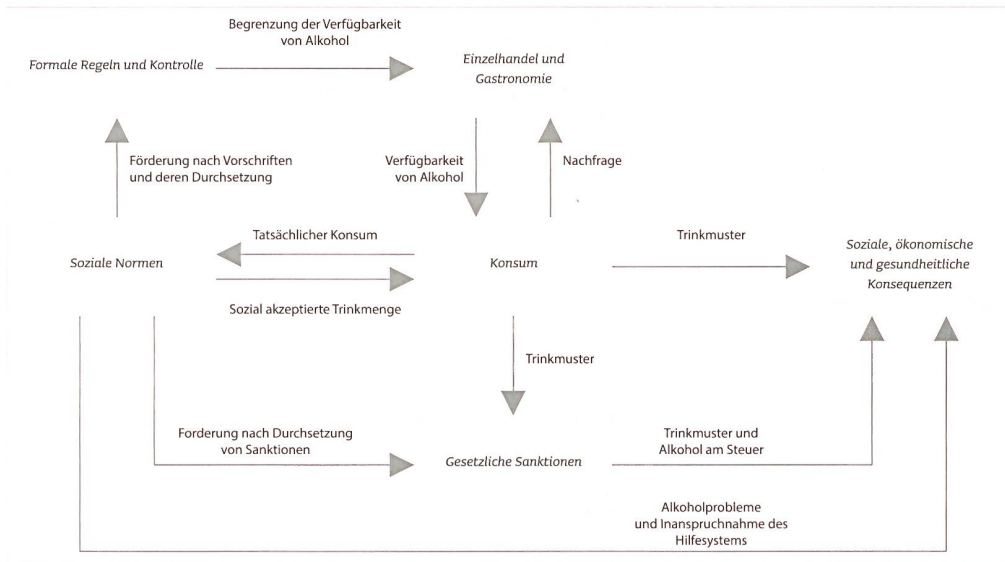 Begrenzung der Verfügbarkeit
von Alkohol
Formale Regeln und Kontrolle
Einzelhandel und
Gastronomie
Förderung nach Vorschriften
und deren Durchsetzung
Verfügbarkeit
von Alkohol
Nachfrage
Tatsächlicher Konsum
Trinkmuster
Soziale Normen
Konsum
Soziale, ökonomische
und gesundheitliche
Konsequenzen
Sozial akzeptierte Trinkmenge
Trinkmuster
Forderung nach Durchsetzung
von Sanktionen
Gesetzliche Sanktionen
Trinkmuster und
Alkohol am Steuer
Alkoholprobleme
und Inanspruchnahme des
Hilfesystems